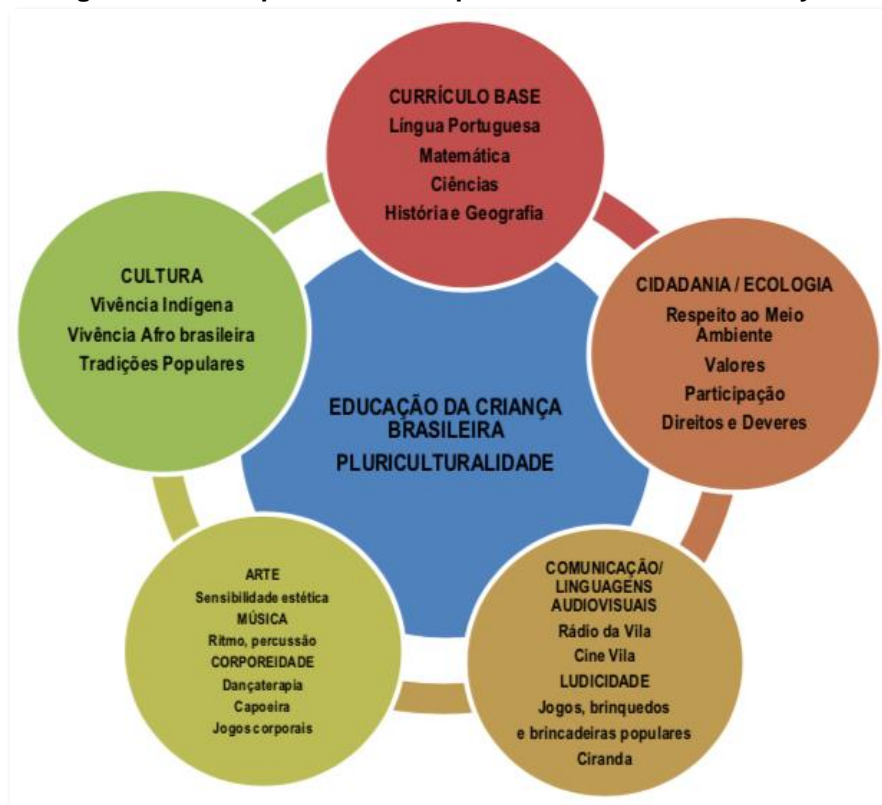 CURRÍCULO BASE
Língua Portuguesa
Matemática
Ciências
História e Geografia
CULTURA
Vivência Indígena
Vivência Afro brasileira
Tradições Populares
CIDADANIA / ECOLOGIA
Respeito ao Meio
Ambiente
Valores
Participação
Direitos e Deveres
EDUCAÇÃO DA CRIANÇA
BRASILEIRA
PLURICULTURALIDADE
ARTE
Sensibilidade estética
MÚSICA
Ritmo, percussão
CORPOREIDADE
Dançaterapia
Capoeira
Jogos corporais
COMUNICAÇÃO/
LINGUAGENS
AUDIOVISUAIS
Rádio da Vila
Cine Vila
LUDICIDADE
Jogos, brinquedos
e brincadeiras populares
Ciranda